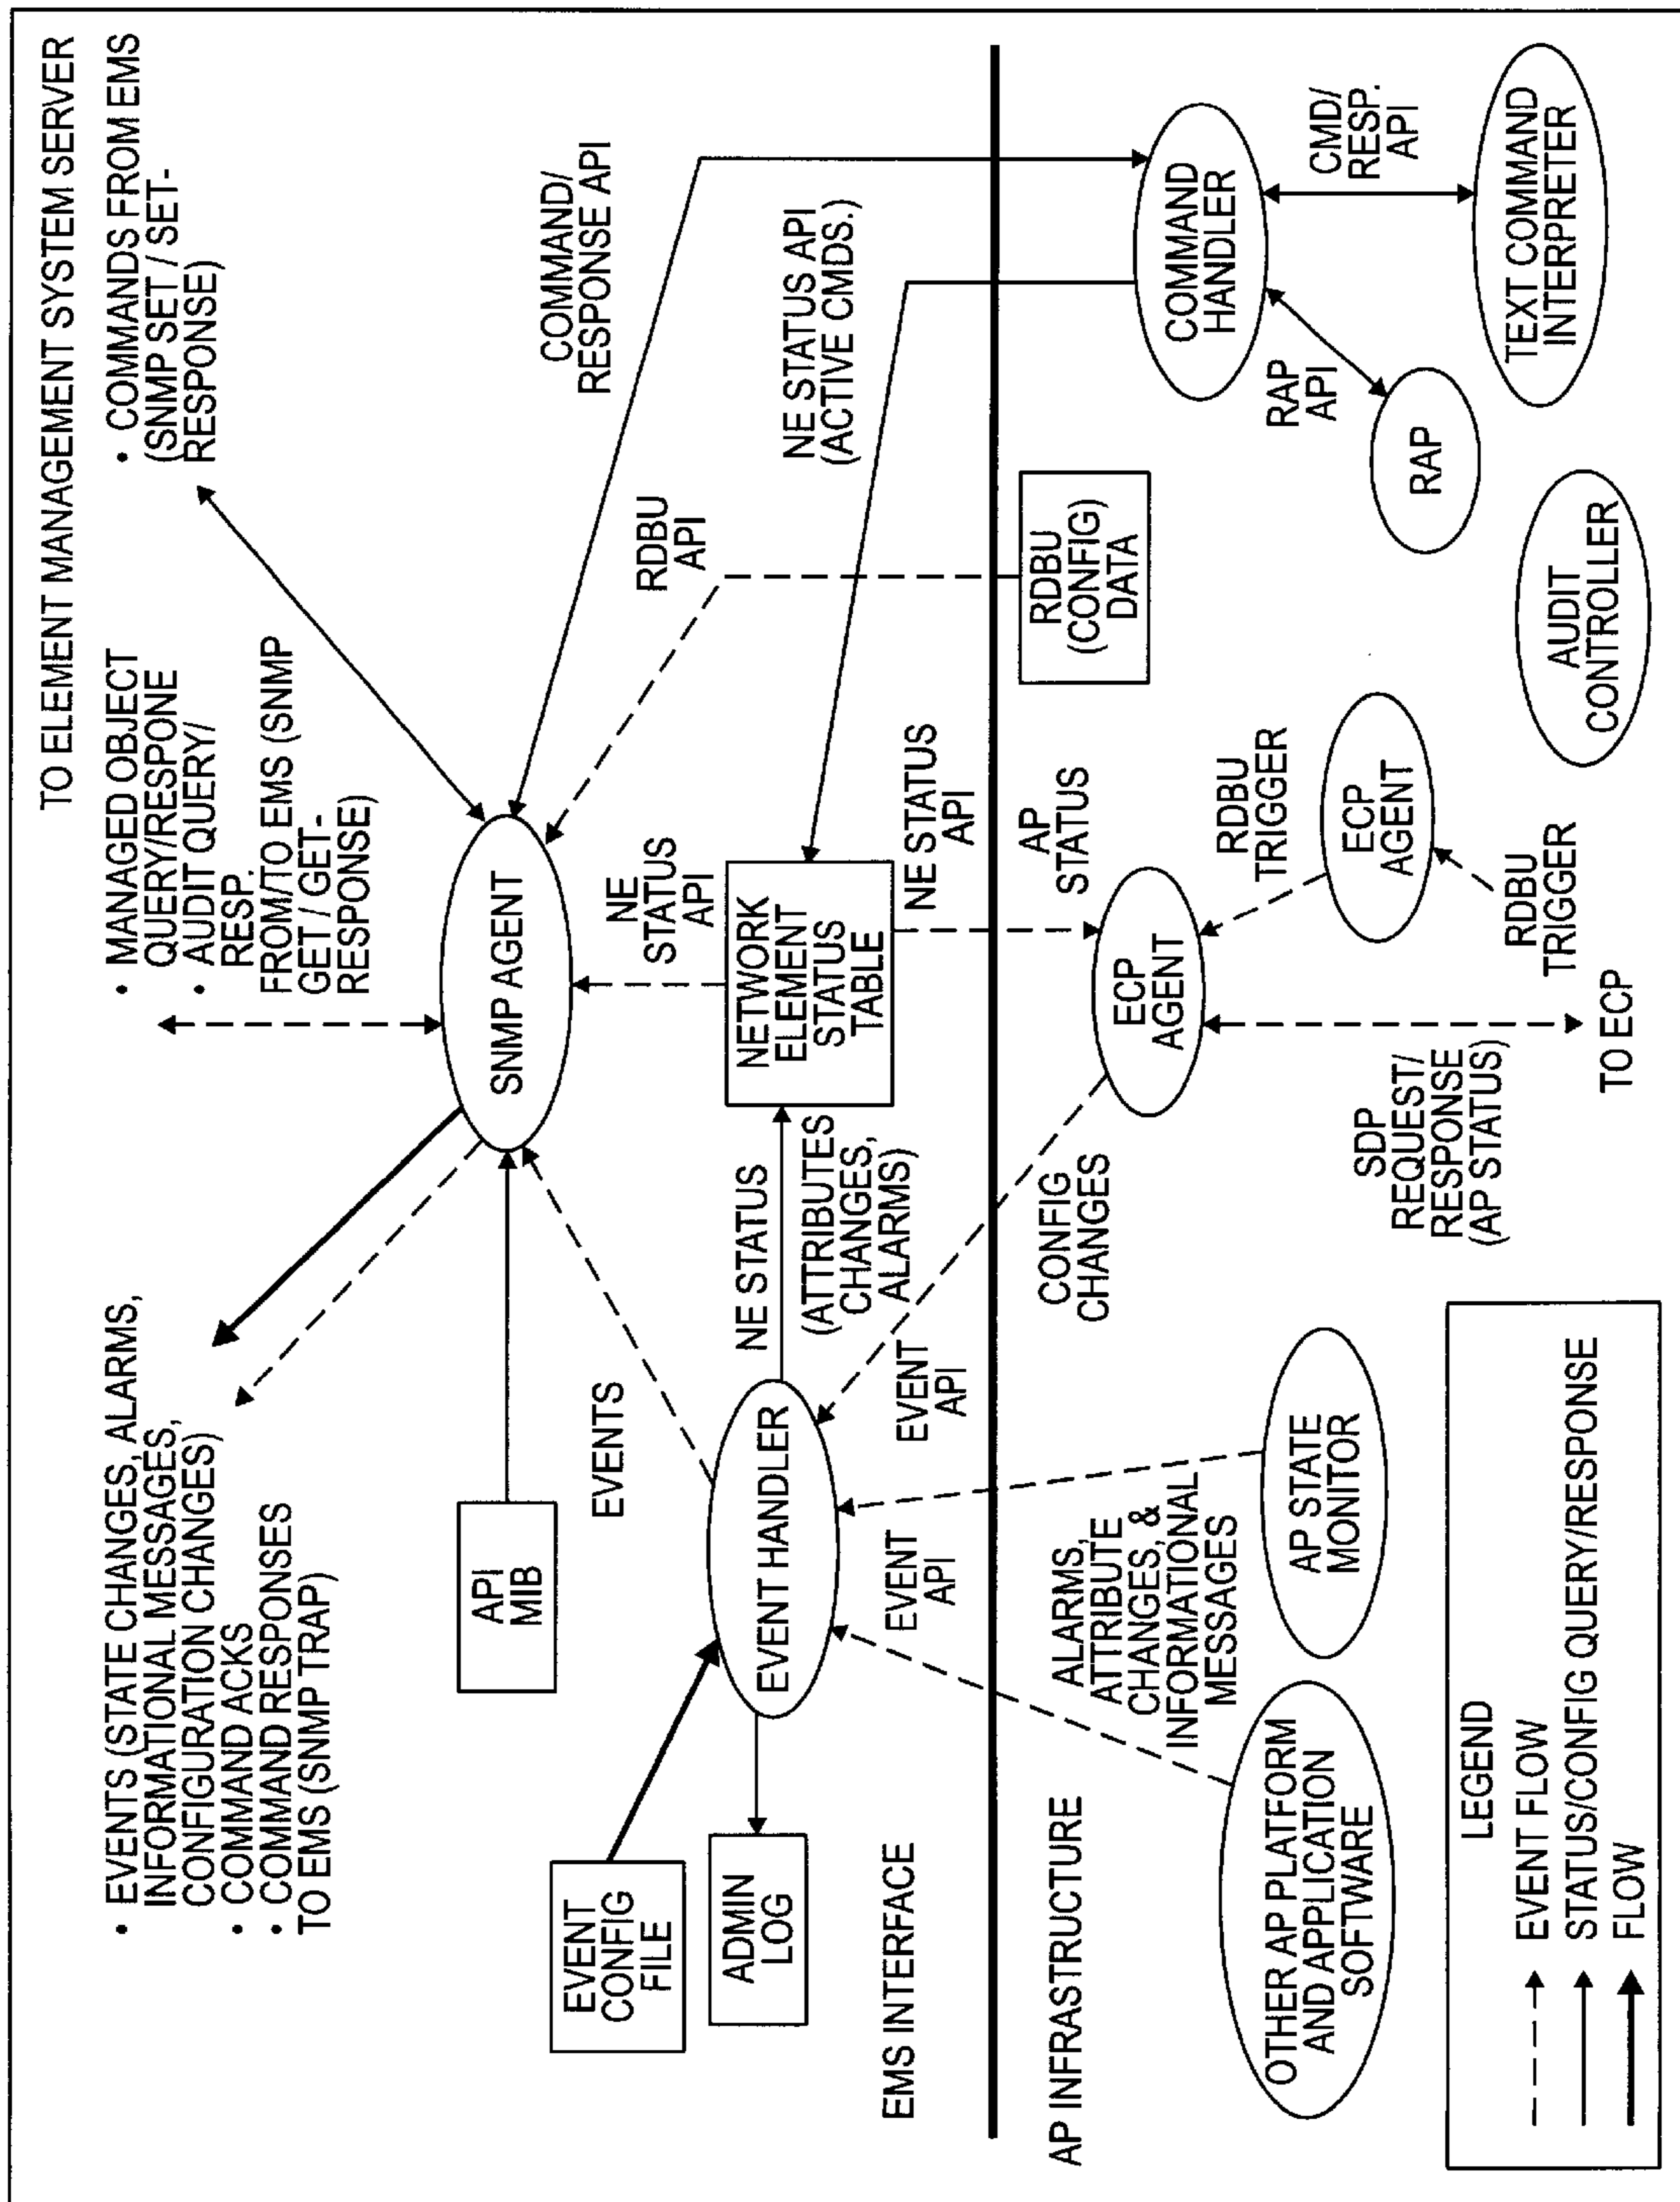 TO ELEMENT MANAGEMENT SYSTEM SERVER
• EVENTS (STATE CHANGES, ALARMS,
INFORMATIONAL MESSAGES,
CONFIGURATION CHANGES)
• COMMAND ACKS
• COMMAND RESPONSES
TO EMS (SNMP TRAP)
• MANAGED OBJECT
QUERY/RESPONE
• AUDIT QUERY/
RESP.
FROM/TO EMS (SNMP
GET / GET-
RESPONSE)
• COMMANDS FROM EMS
(SNMP SET / SET-
RESPONSE)
API
MIB
SNMP AGENT
COMMAND/
RESPONSE API
EVENT
CONFIG
FILE
EVENTS
NE
STATUS
API
RDBU
API
ADMIN
LOG
EVENT HANDLER
NE STATUS
(ATTRIBUTES
CHANGES,
ALARMS)
NETWORK
ELEMENT
STATUS
TABLE
NE STATUS API
(ACTIVE CMDS.)
EMS INTERFACE
EVENT
API
EVENT
API
NE STATUS
API
AP INFRASTRUCTURE
ALARMS,
ATTRIBUTE
CHANGES, &
INFORMATIONAL
MESSAGES
CONFIG
CHANGES
AP
STATUS
RDBU
(CONFIG)
DATA
ECP
AGENT
COMMAND
HANDLER
RDBU
TRIGGER
RAP
API
CMD/
RESP.
API
OTHER AP PLATFORM
AND APPLICATION
SOFTWARE
AP STATE
MONITOR
SDP
REQUEST/
RESPONSE
(AP STATUS)
ECP
AGENT
RAP
RDBU
TRIGGER
TO ECP
AUDIT
CONTROLLER
TEXT COMMAND
INTERPRETER
LEGEND
EVENT FLOW
STATUS/CONFIG QUERY/RESPONSE
FLOW